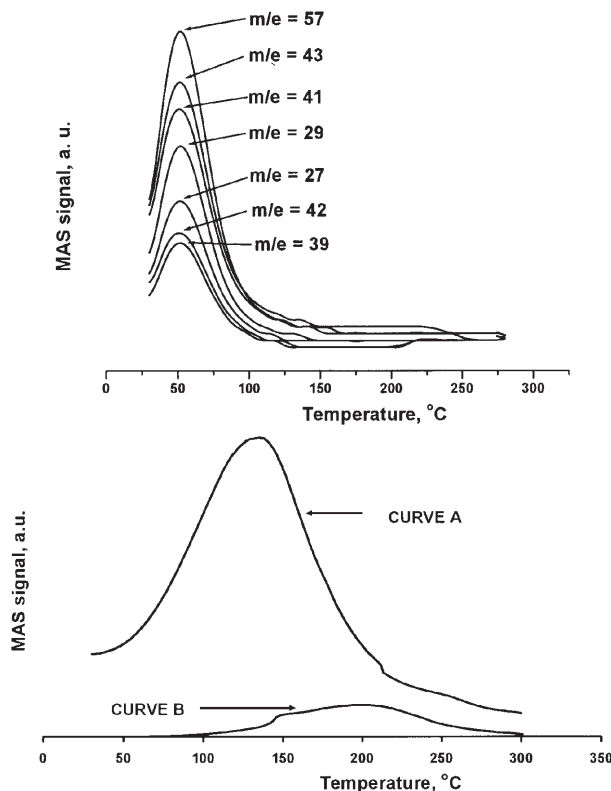 m/e = 57
m/e = 43
m/e = 41
m/e = 29
m/e = 27
m/e = 42
m/e = 39
MAS signal, a. u.
0 50 100 150 200 250 300
Temperature, °C
MAS signal, a.u.
CURVE A
CURVE B
0 50 100 150 200 250 300 350
Temperature, °C